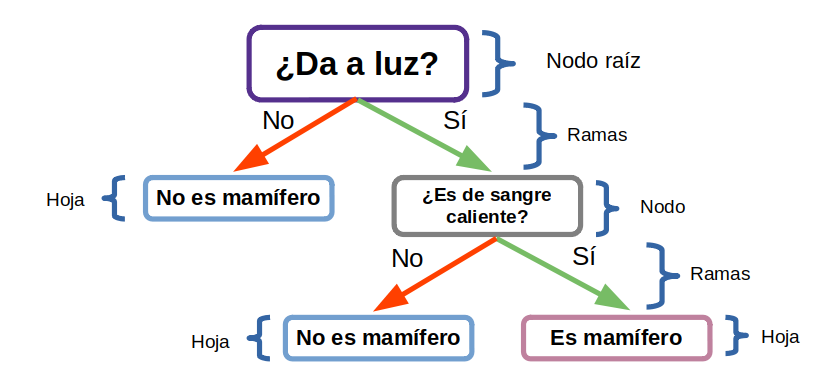 ¿Da a luz?
Nodo raíz
No
Sí
Ramas
Hoja
No es mamífero
¿Es de sangre
caliente?
Nodo
No
Sí
Ramas
Hoja
No es mamífero
Es mamífero
Hoja